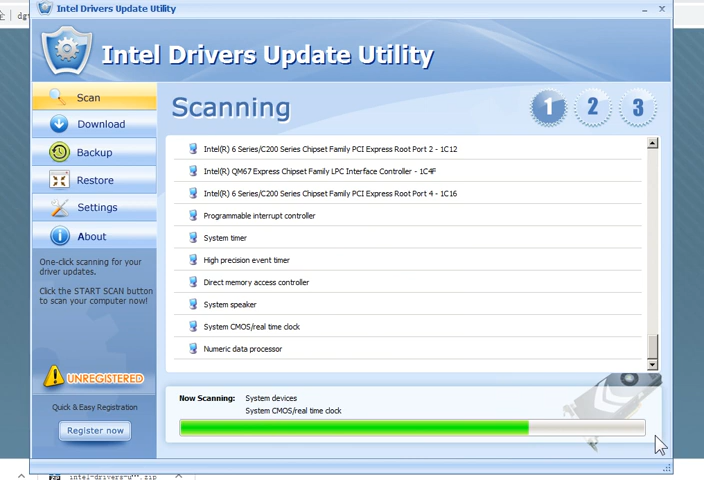 dg
Intel Drivers Update Utility
Intel Drivers Update Utility
Scan
Download
Backup
Restore
Settings
About
One-click scanning for your
driver updates.
Click the START SCAN button
to scan your computer now!
UNREGISTERED
Quick & Easy Registration
Register now
Scanning
1 2 3
Intel(R) 6 Series/C200 Series Chipset Family PCI Express Root Port 2 - 1C12
Intel(R) QM67 Express Chipset Family LPC Interface Controller - 1C4F
Intel(R) 6 Series/C200 Series Chipset Family PCI Express Root Port 4 - 1C16
Programmable interrupt controller
System timer
High precision event timer
Direct memory access controller
System speaker
System CMOS/real time clock
Numeric data processor
Now Scanning: System devices
System CMOS/real time clock
intel-drivers-u....zip